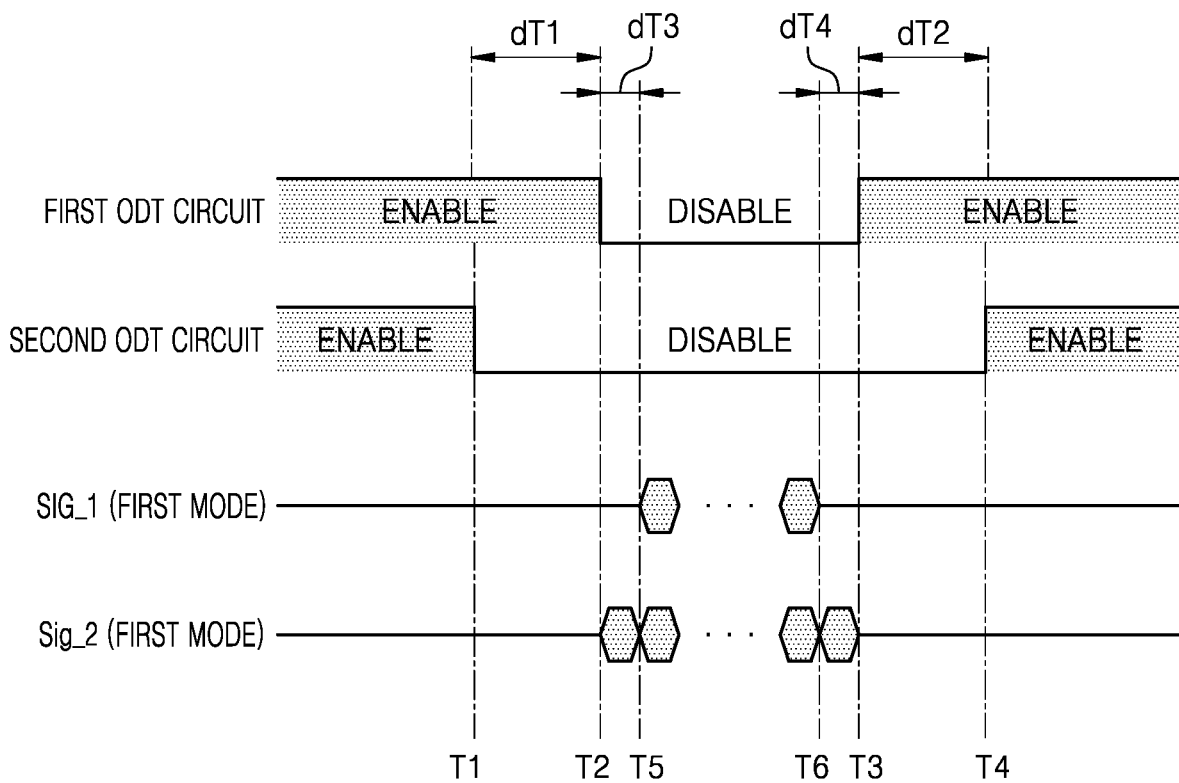 dT1 dT3 dT4 dT2
FIRST ODT CIRCUIT ENABLE DISABLE ENABLE
SECOND ODT CIRCUIT ENABLE DISABLE ENABLE
SIG_1 (FIRST MODE) . . .
Sig_2 (FIRST MODE) . . .
T1 T2 T5 T6 T3 T4